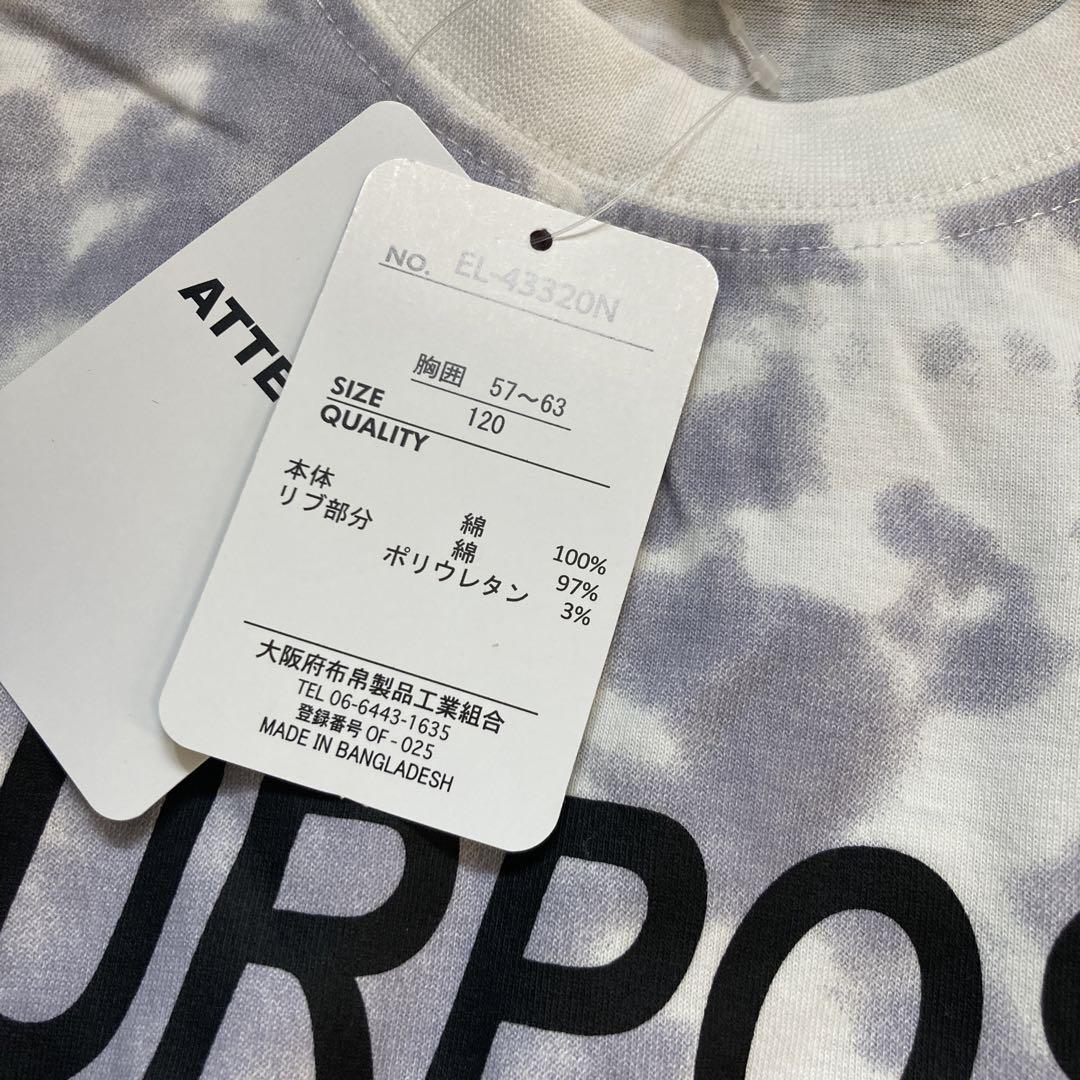 ATTE
NO. EL-43320N
胸囲 57〜63
SIZE 120
QUALITY
本体 綿 100%
リブ部分 綿 97%
ポリウレタン 3%
大阪府布帛製品工業組合
TEL 06-6443-1635
登録番号 OF-025
MADE IN BANGLADESH
URPO